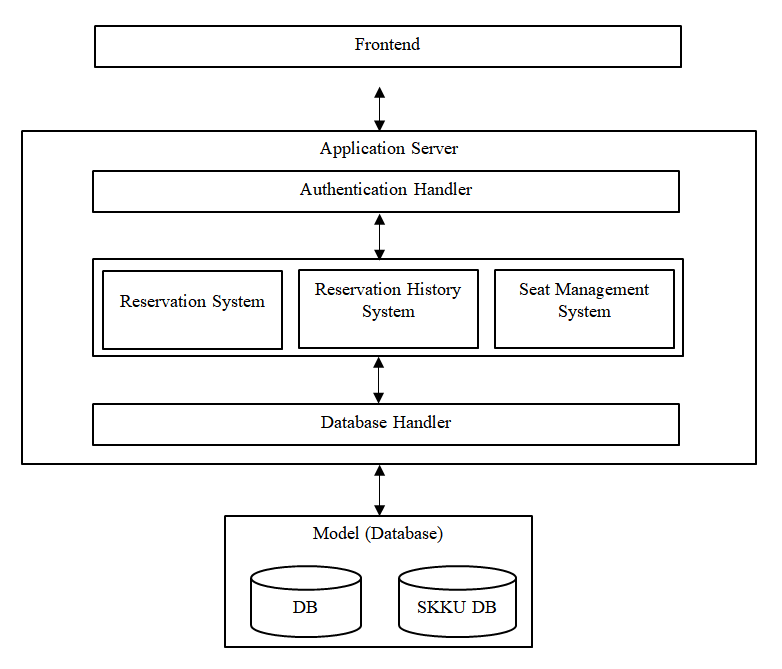 Frontend
Application Server
Authentication Handler
Reservation System
Reservation History
System
Seat Management
System
Database Handler
Model (Database)
DB
SKKU DB